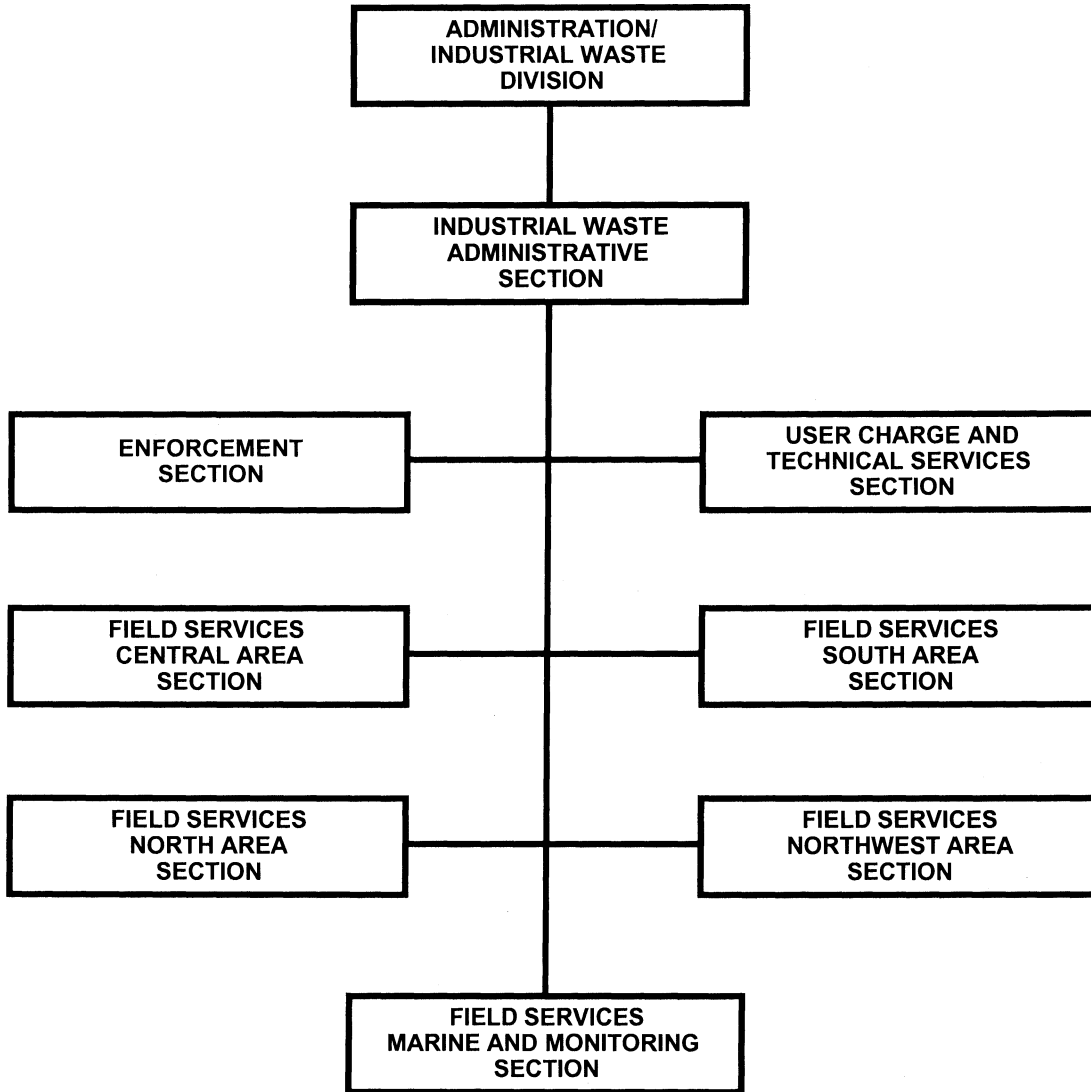 ADMINISTRATION/
INDUSTRIAL WASTE
DIVISION
INDUSTRIAL WASTE
ADMINISTRATIVE
SECTION
ENFORCEMENT
SECTION
USER CHARGE AND
TECHNICAL SERVICES
SECTION
FIELD SERVICES
CENTRAL AREA
SECTION
FIELD SERVICES
SOUTH AREA
SECTION
FIELD SERVICES
NORTH AREA
SECTION
FIELD SERVICES
NORTHWEST AREA
SECTION
FIELD SERVICES
MARINE AND MONITORING
SECTION